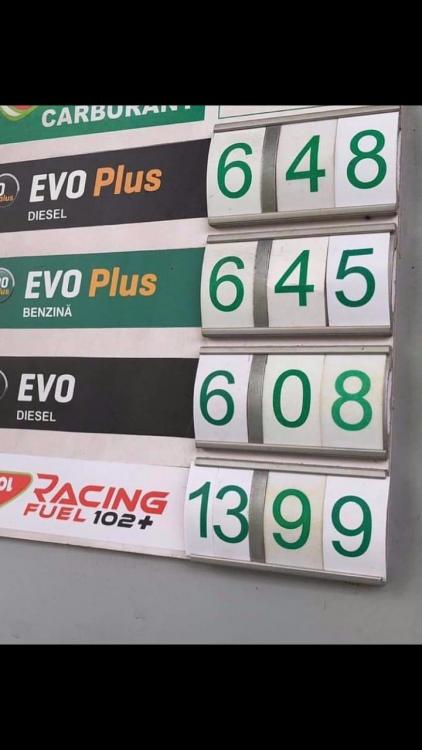 CARBURANT
EVO Plus 6 48
DIESEL
EVO Plus 6 45
BENZINĂ
EVO 6 08
DIESEL
RACING 13 99
FUEL 102+